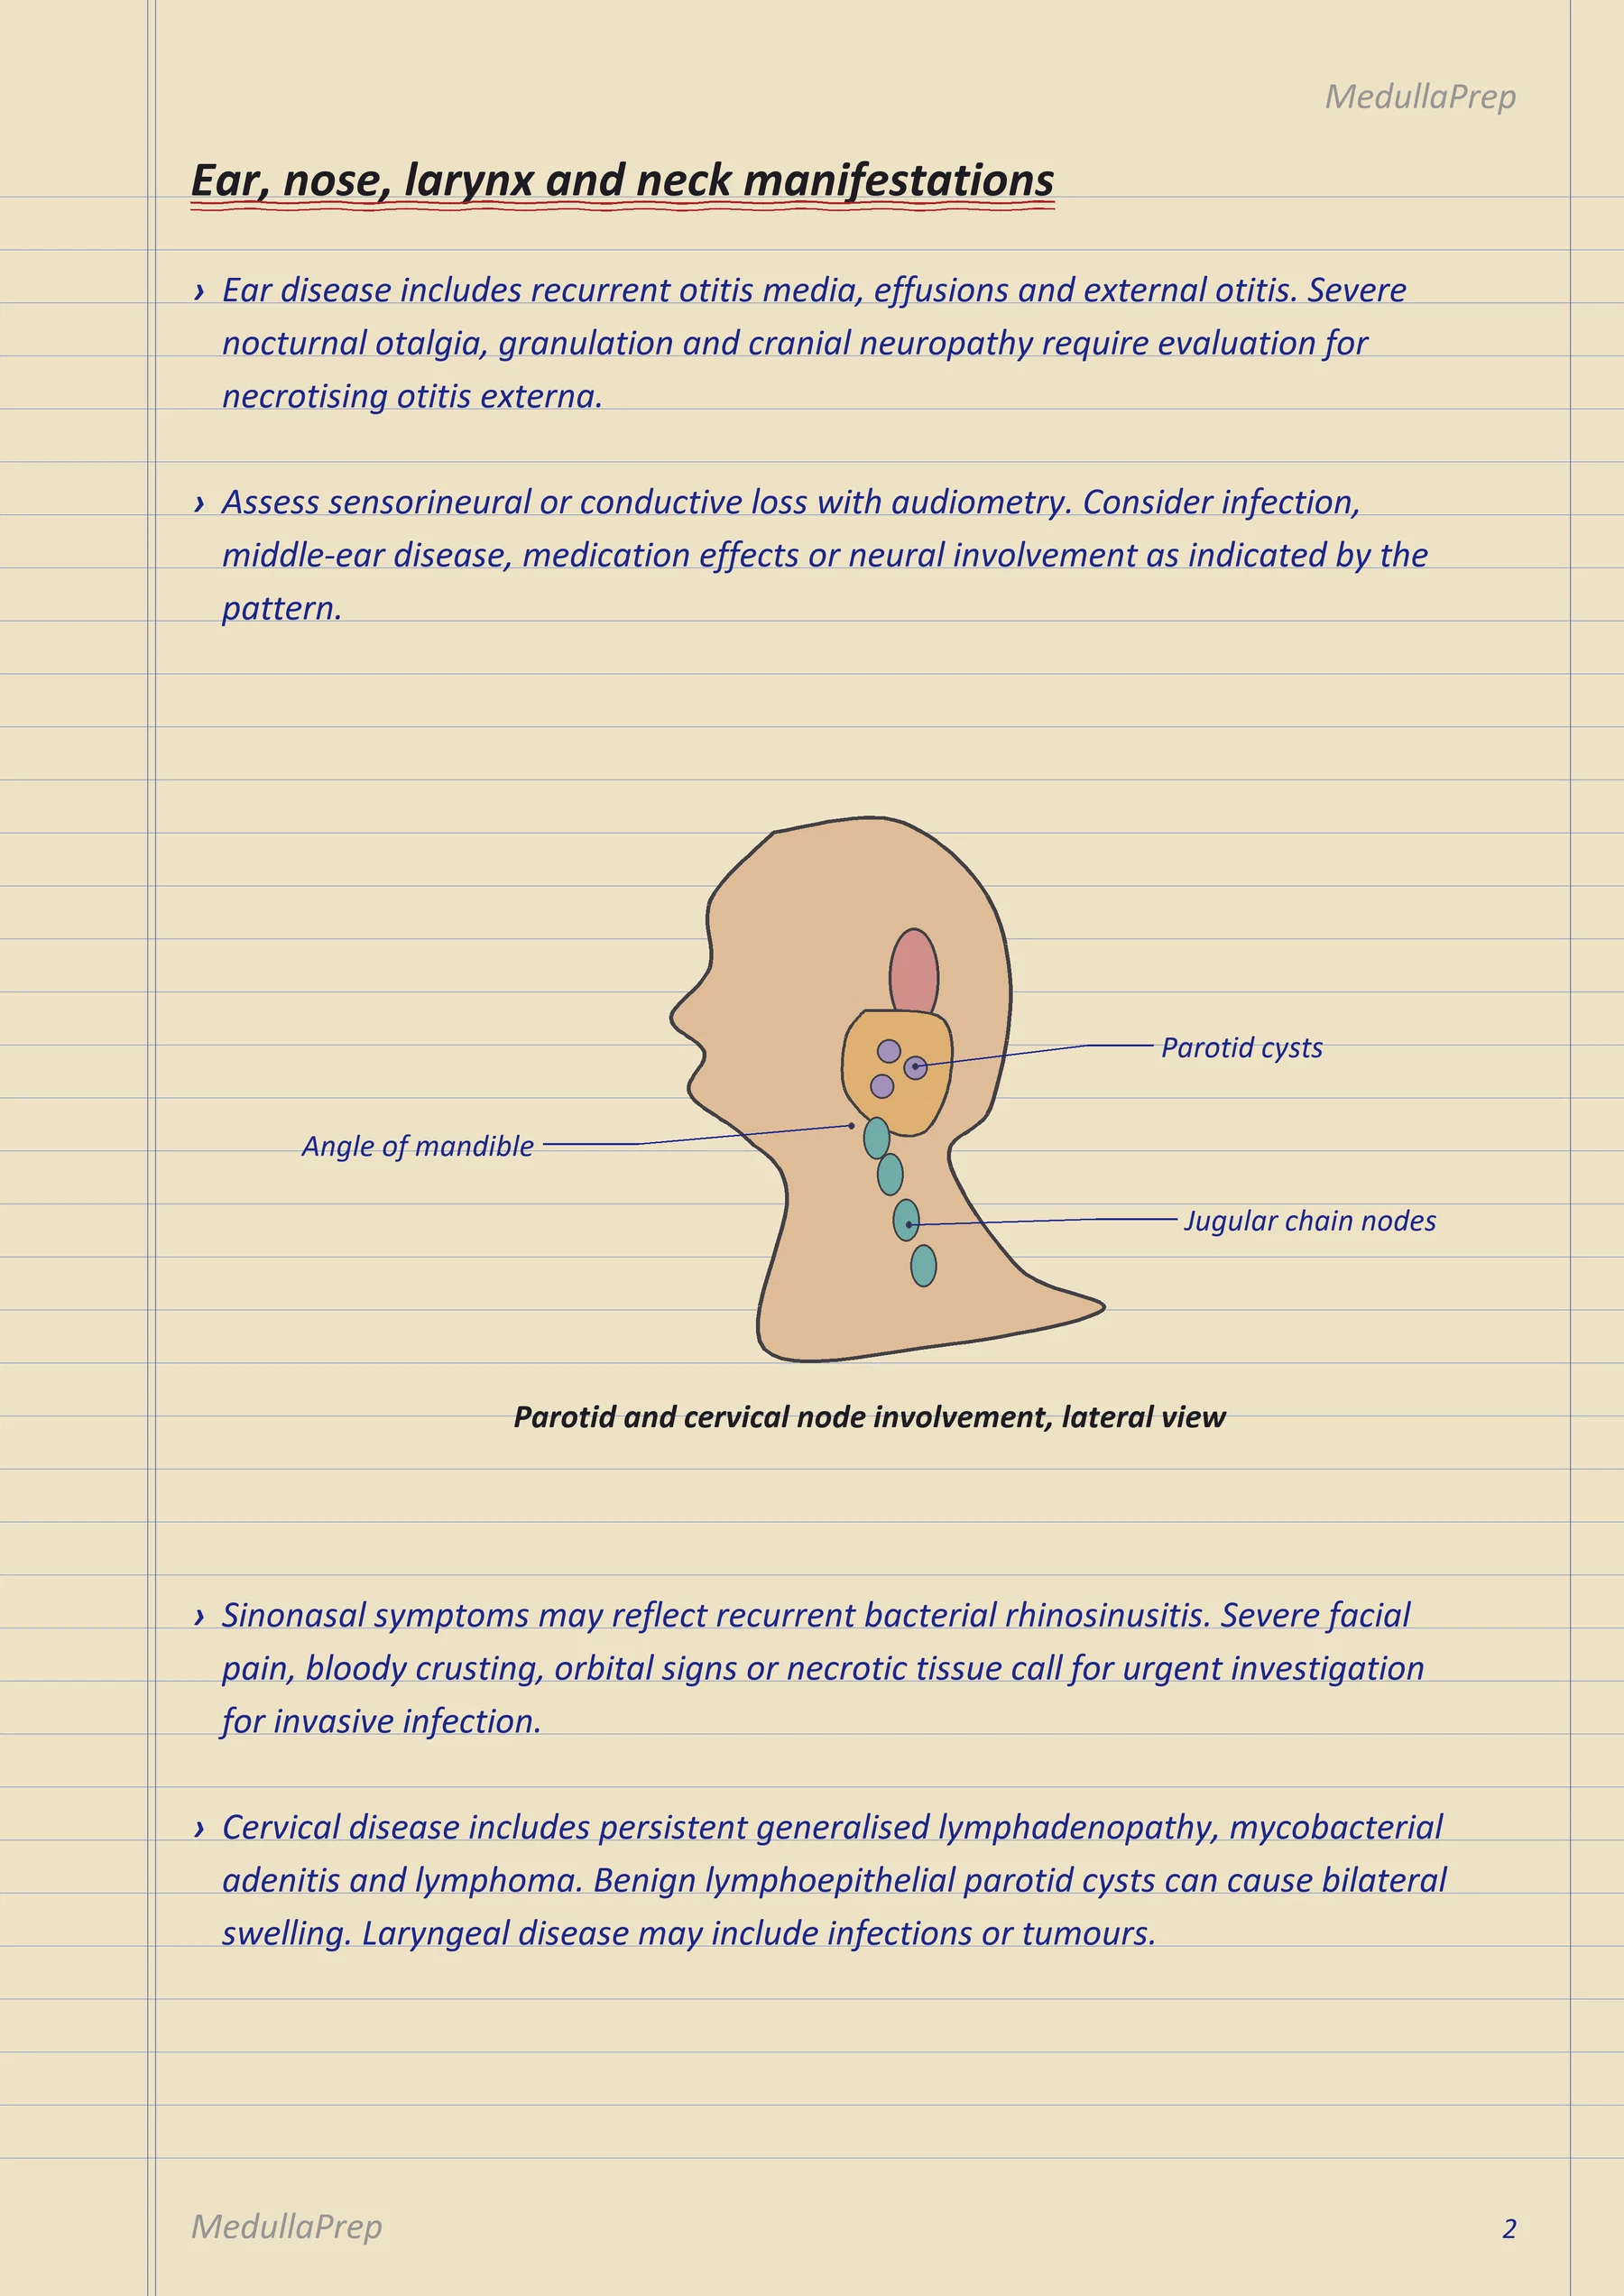 MedullaPrep
Ear, nose, larynx and neck manifestations
› Ear disease includes recurrent otitis media, effusions and external otitis. Severe
nocturnal otalgia, granulation and cranial neuropathy require evaluation for
necrotising otitis externa.
› Assess sensorineural or conductive loss with audiometry. Consider infection,
middle-ear disease, medication effects or neural involvement as indicated by the
pattern.
Parotid cysts
Angle of mandible
Jugular chain nodes
Parotid and cervical node involvement, lateral view
› Sinonasal symptoms may reflect recurrent bacterial rhinosinusitis. Severe facial
pain, bloody crusting, orbital signs or necrotic tissue call for urgent investigation
for invasive infection.
› Cervical disease includes persistent generalised lymphadenopathy, mycobacterial
adenitis and lymphoma. Benign lymphoepithelial parotid cysts can cause bilateral
swelling. Laryngeal disease may include infections or tumours.
MedullaPrep
2